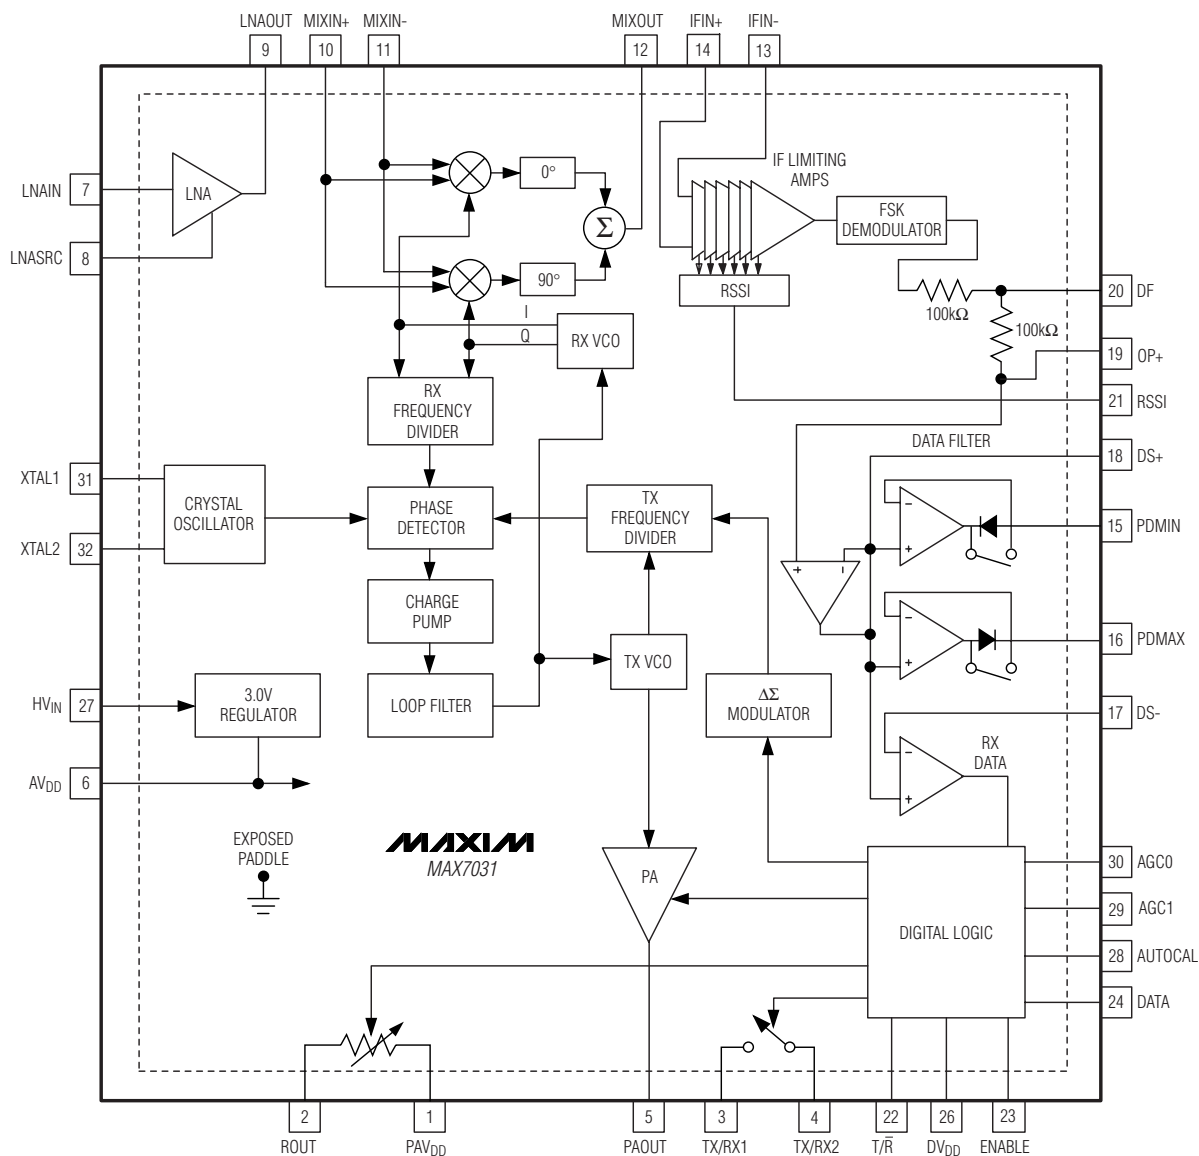 LNAOUT MIXIN+ MIXIN- MIXOUT IFIN+ IFIN-
9 10 11 12 14 13
LNAIN 7
LNA
LNASRC 8
0°
90°
Σ
I
Q
RX VCO
IF LIMITING
AMPS
FSK
DEMODULATOR
RSSI
100kΩ
100kΩ
20 DF
19 OP+
21 RSSI
18 DS+
15 PDMIN
16 PDMAX
17 DS-
RX
FREQUENCY
DIVIDER
DATA FILTER
XTAL1 31
XTAL2 32
CRYSTAL
OSCILLATOR
PHASE
DETECTOR
TX
FREQUENCY
DIVIDER
CHARGE
PUMP
LOOP FILTER
TX VCO
ΔΣ
MODULATOR
+ -
- +
- +
- +
RX
DATA
HVIN 27
3.0V
REGULATOR
AVDD 6
EXPOSED
PADDLE
MAXIM
MAX7031
PA
DIGITAL LOGIC
30 AGC0
29 AGC1
28 AUTOCAL
24 DATA
2 1 5 3 4 22 26 23
ROUT PAVDD PAOUT TX/RX1 TX/RX2 T/R̅ DVDD ENABLE